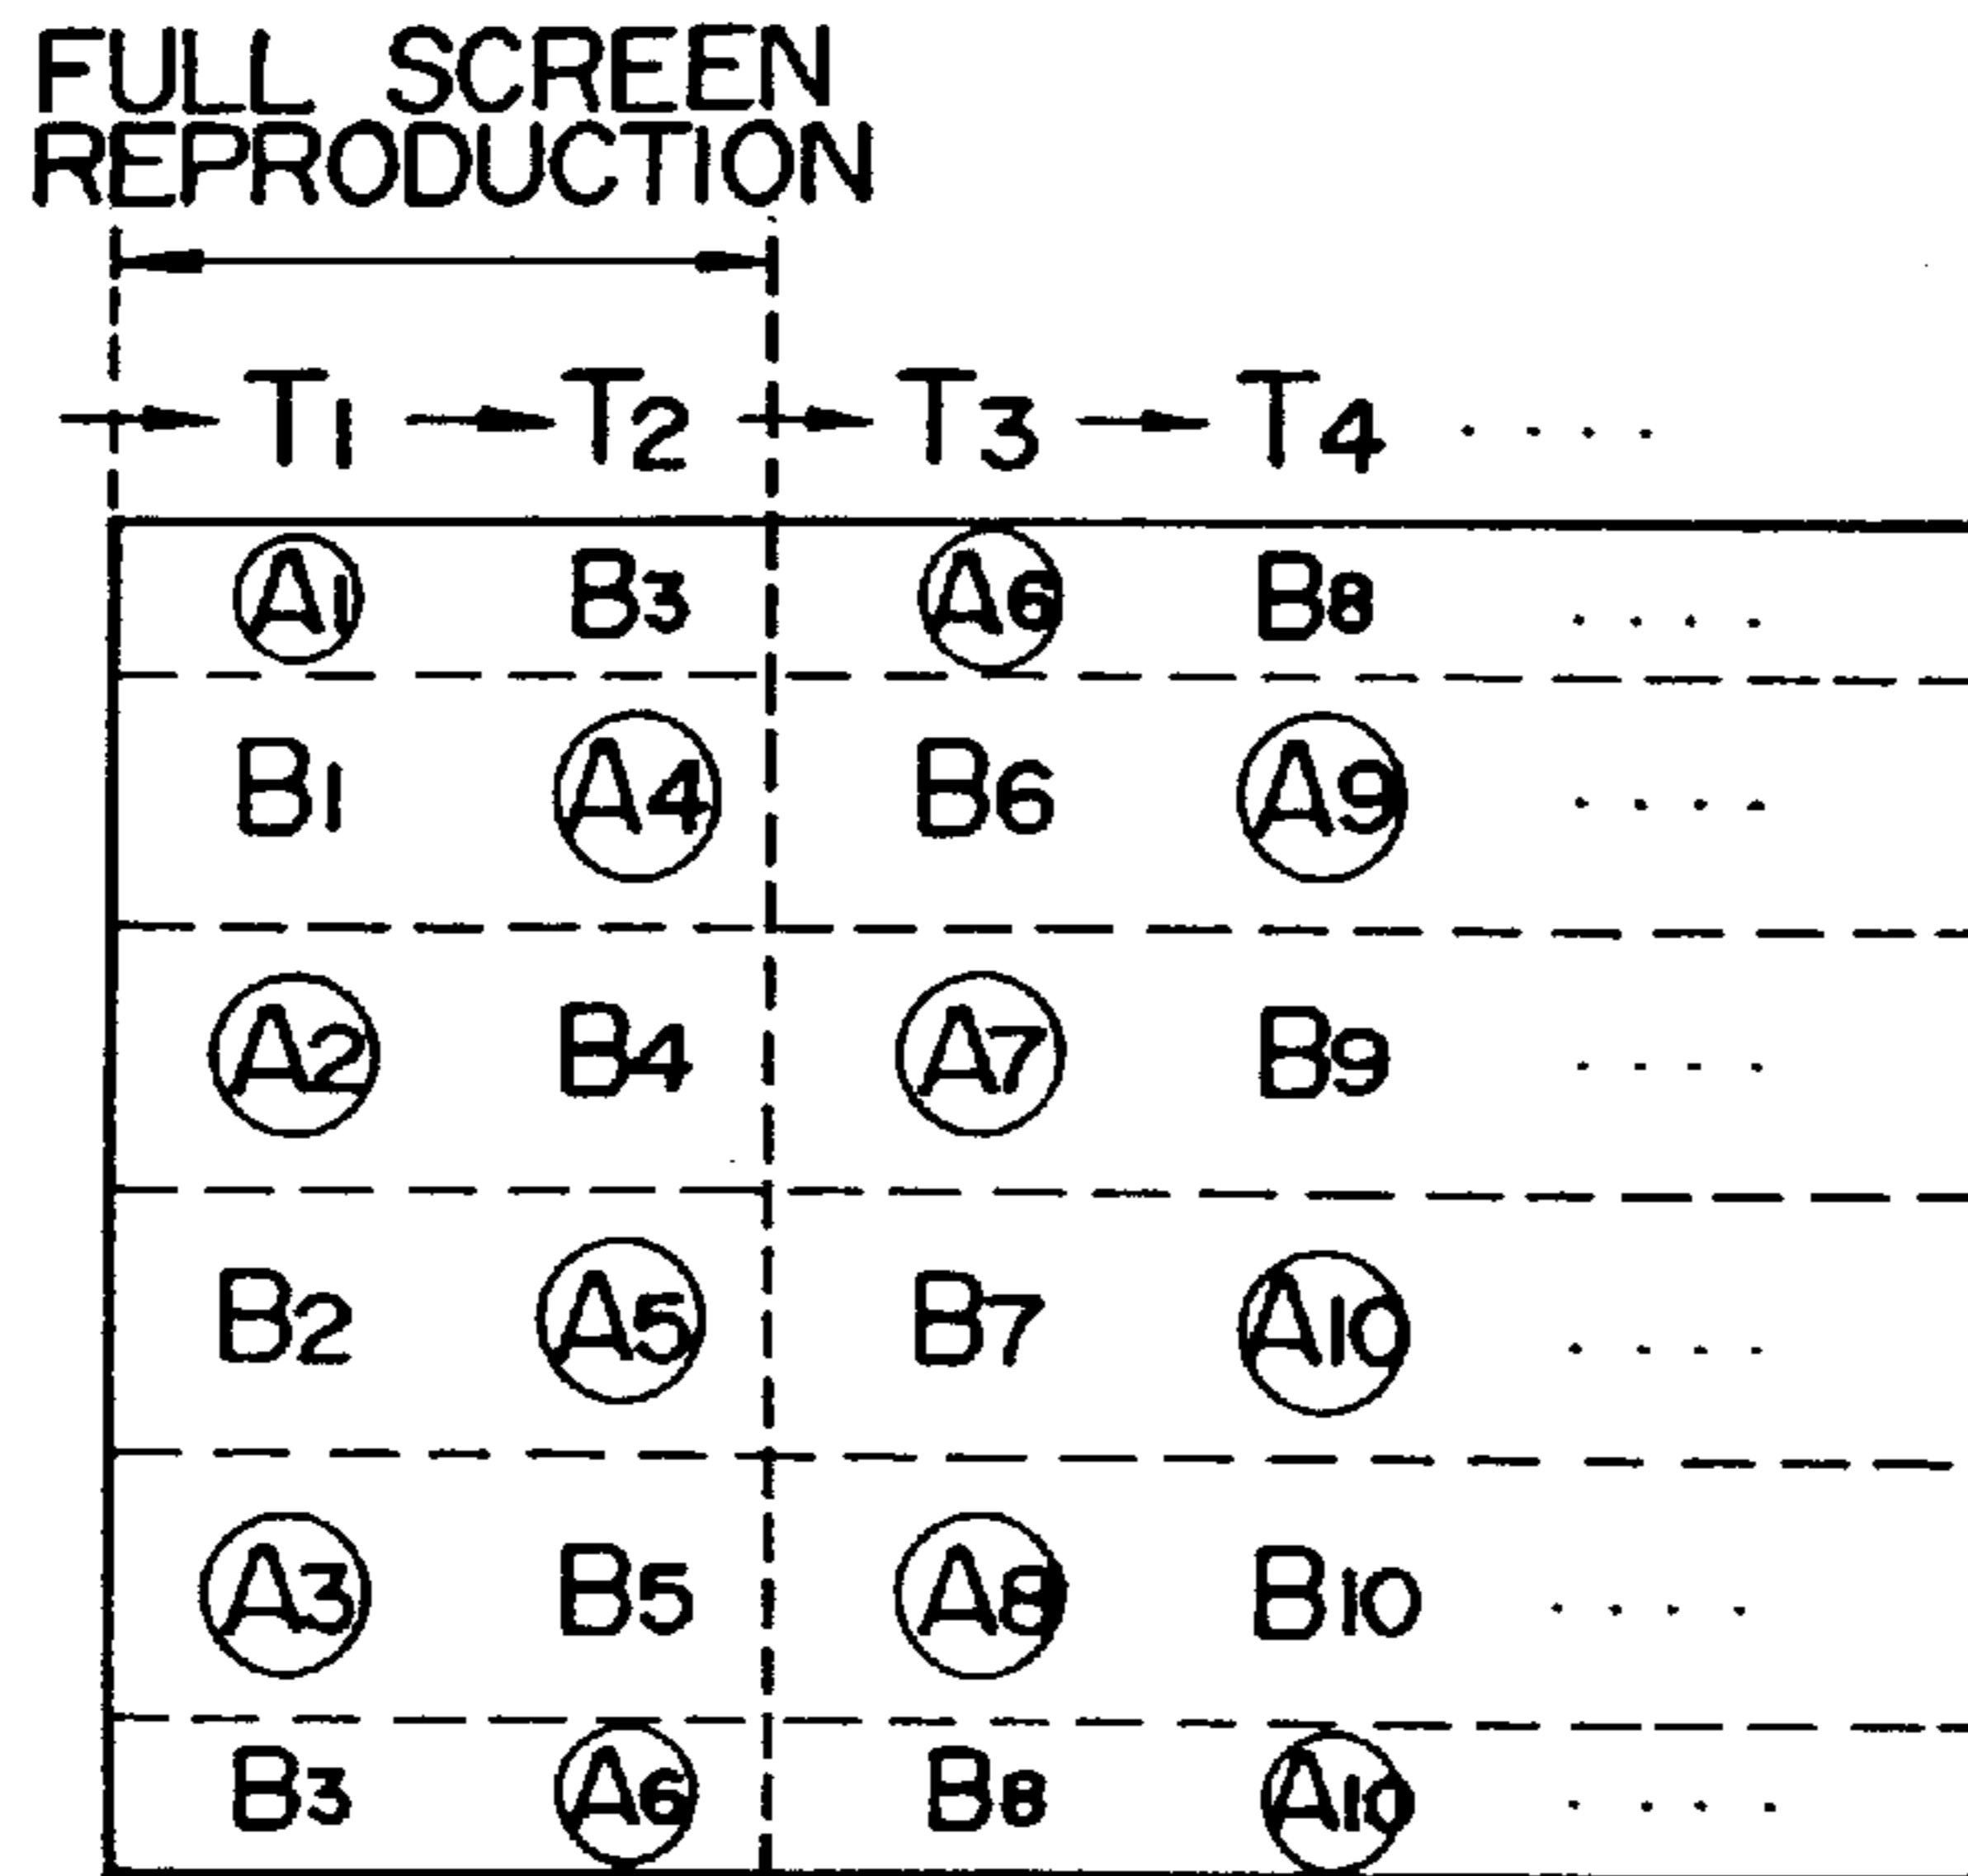 FULL SCREEN
REPRODUCTION
T1 T2 T3 T4 ....
A1 B3 A6 B8 ....
B1 A4 B6 A9 ....
A2 B4 A7 B9 ....
B2 A5 B7 A10 ....
A3 B5 A8 B10 ....
B3 A6 B8 A10 ....